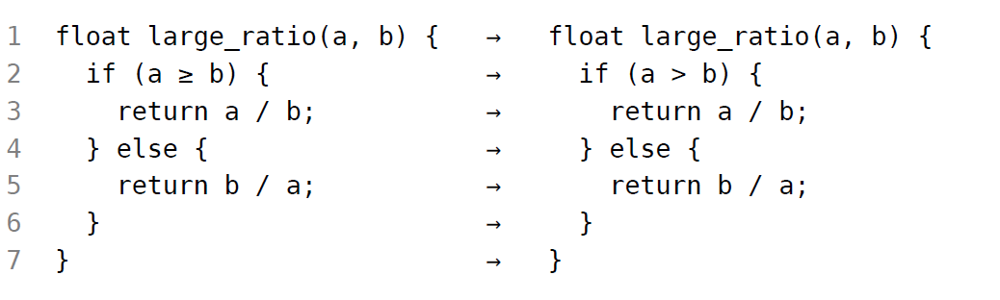 1 float large_ratio(a, b) { → float large_ratio(a, b) {
2   if (a ≥ b) { →   if (a > b) {
3     return a / b; →     return a / b;
4   } else { →   } else {
5     return b / a; →     return b / a;
6   } →   }
7 } → }